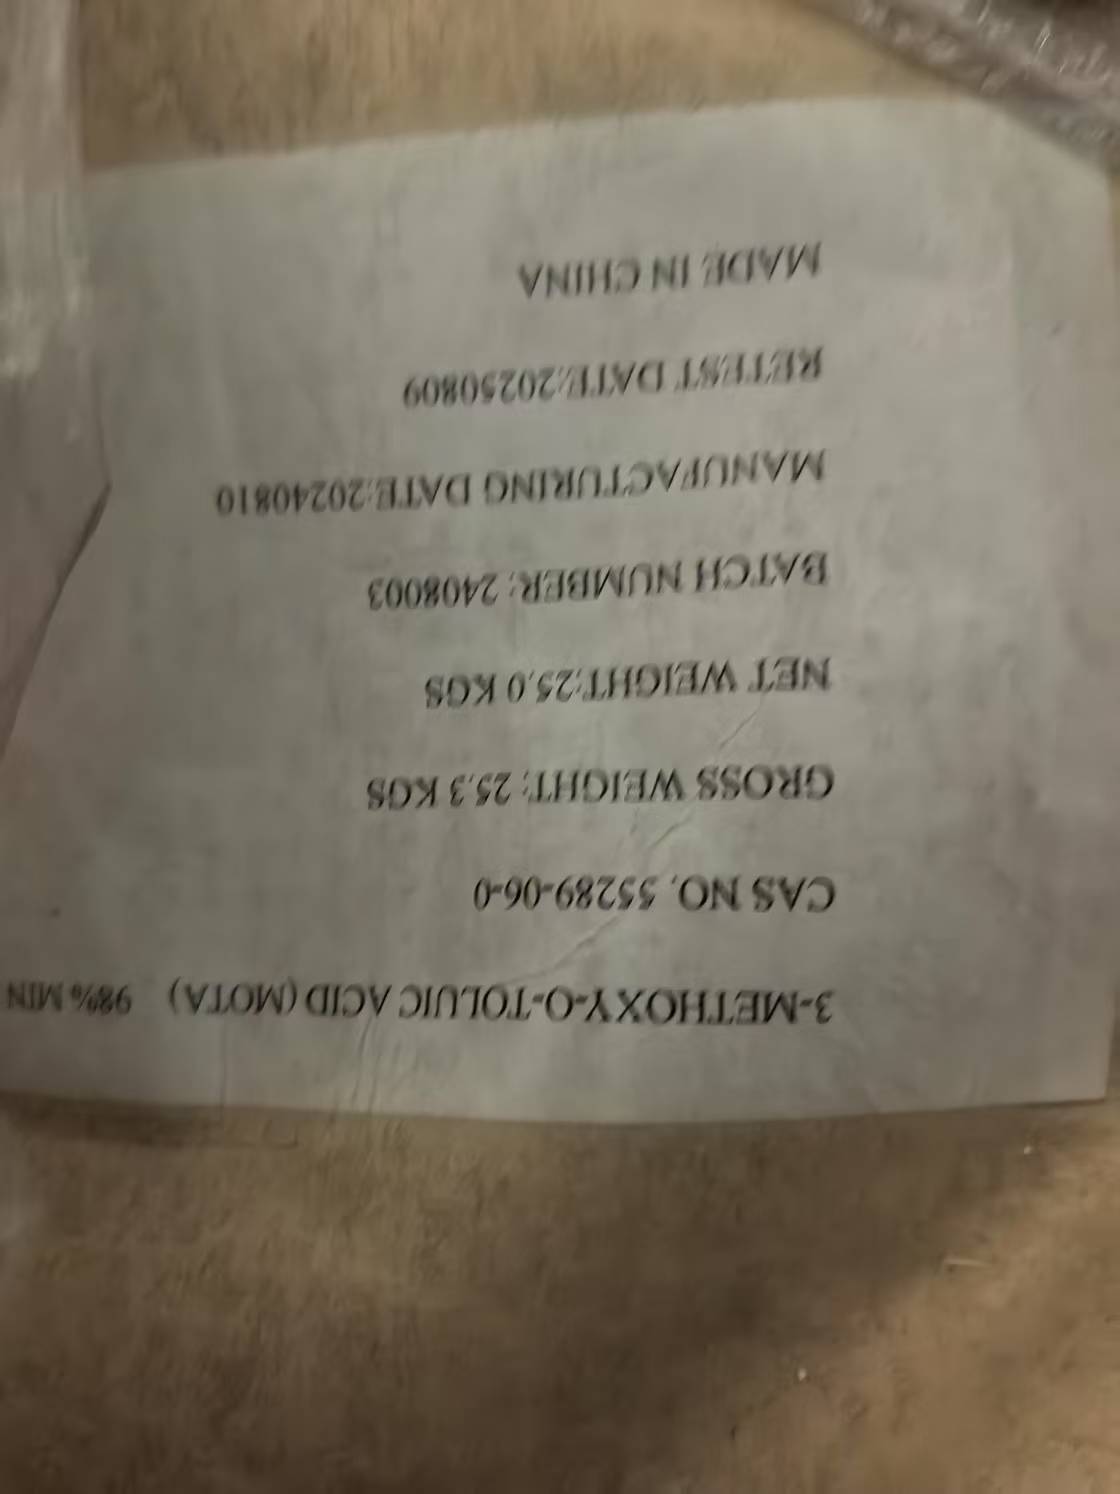 3-METHOXY-O-TOLUIC ACID (MOTA) 98% MIN
CAS NO. 55289-06-0
GROSS WEIGHT: 25.3 KGS
NET WEIGHT:25.0 KGS
BATCH NUMBER: 2408003
MANUFACTURING DATE:20240810
RETEST DATE:20250809
MADE IN CHINA